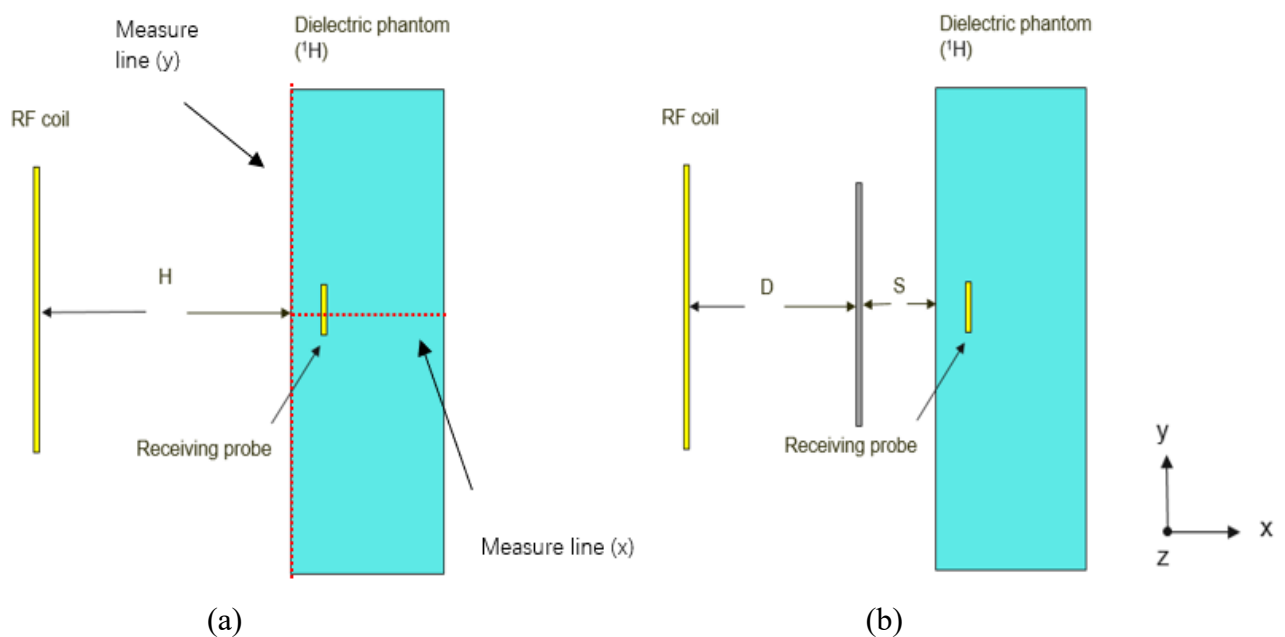 Measure
line (y)
Dielectric phantom
(¹H)
RF coil
H
Receiving probe
Measure line (x)
(a)
Dielectric phantom
(¹H)
RF coil
D
S
Receiving probe
y
x
z
(b)